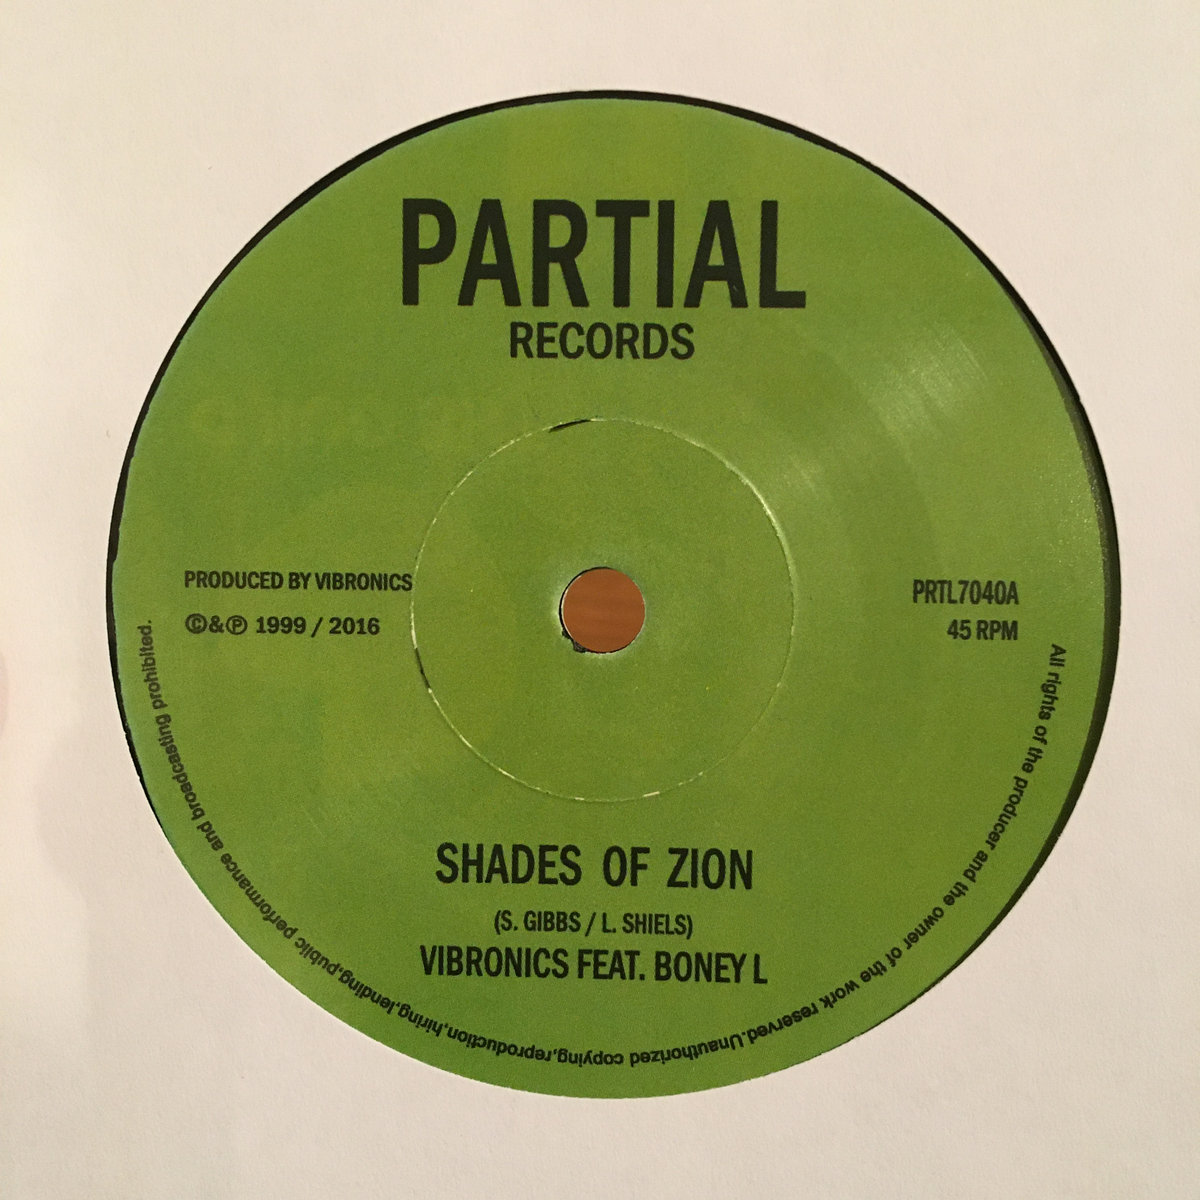 PARTIAL
RECORDS
PRODUCED BY VIBRONICS
©&℗ 1999 / 2016
PRTL7040A
45 RPM
SHADES OF ZION
(S. GIBBS / L. SHIELS)
VIBRONICS FEAT. BONEY L
All rights of the producer and the owner of the work reserved.Unauthorized copying,reproduction,hiring,lending,public performance and broadcasting prohibited.